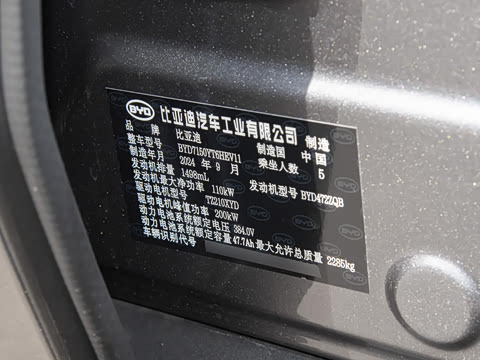 BYD 比亚迪汽车工业有限公司 制造
品 牌 比亚迪 制造国 中国
整车型号 BYD7150YT6HEV11 乘坐人数 5
制造年月 2024 年 9 月
发动机排量 1498mL
发动机最大净功率 110kW 发动机型号 BYD472ZQB
驱动电机型号 TZ210XYD
驱动电机峰值功率 200kW
动力电池系统额定电压 384.0V
动力电池系统额定容量 47.7Ah 最大允许总质量 2285kg
车辆识别代号